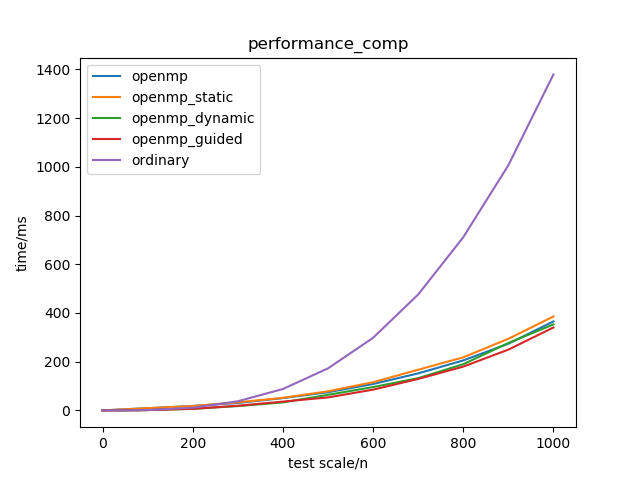 performance_comp
1400
1200
1000
800
600
400
200
0
time/ms
openmp
openmp_static
openmp_dynamic
openmp_guided
ordinary
0 200 400 600 800 1000
test scale/n